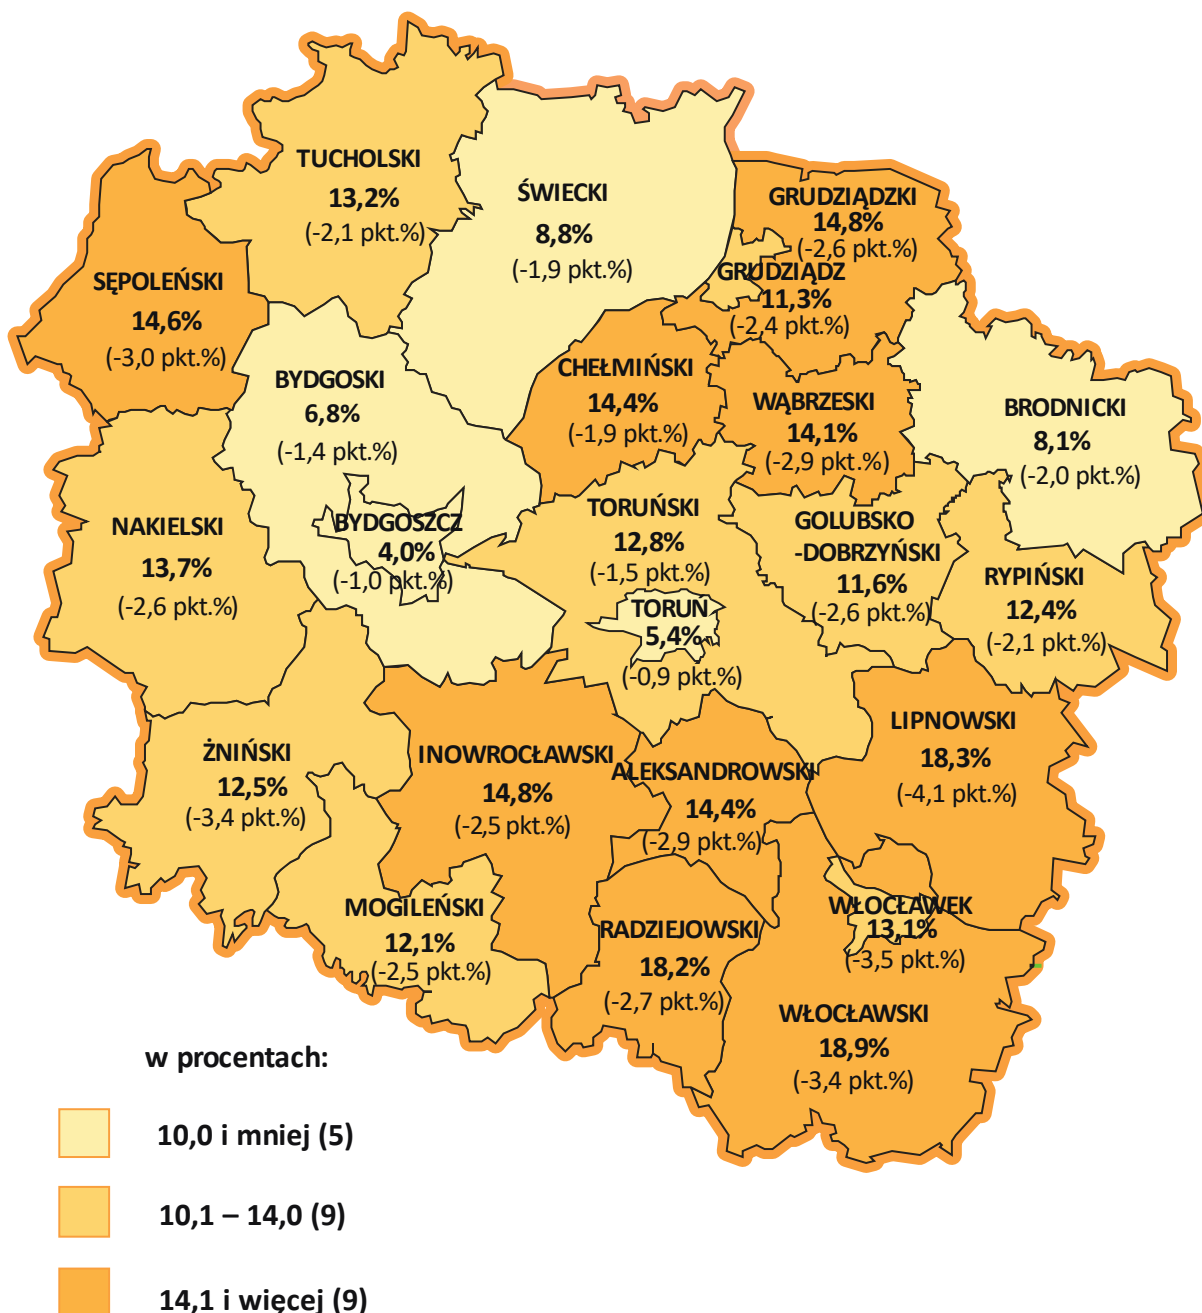 TUCHOLSKI
13,2%
(-2,1 pkt.%)
ŚWIECKI
8,8%
(-1,9 pkt.%)
GRUDZIĄDZKI
14,8%
(-2,6 pkt.%)
GRUDZIĄDZ
11,3%
(-2,4 pkt.%)
SĘPOLEŃSKI
14,6%
(-3,0 pkt.%)
BYDGOSKI
6,8%
(-1,4 pkt.%)
CHEŁMIŃSKI
14,4%
(-1,9 pkt.%)
WĄBRZESKI
14,1%
(-2,9 pkt.%)
BRODNICKI
8,1%
(-2,0 pkt.%)
NAKIELSKI
13,7%
(-2,6 pkt.%)
BYDGOSZCZ
4,0%
(-1,0 pkt.%)
TORUŃSKI
12,8%
(-1,5 pkt.%)
GOLUBSKO
-DOBRZYŃSKI
11,6%
(-2,6 pkt.%)
RYPIŃSKI
12,4%
(-2,1 pkt.%)
TORUŃ
5,4%
(-0,9 pkt.%)
ŻNIŃSKI
12,5%
(-3,4 pkt.%)
INOWROCŁAWSKI
14,8%
(-2,5 pkt.%)
ALEKSANDROWSKI
14,4%
(-2,9 pkt.%)
LIPNOWSKI
18,3%
(-4,1 pkt.%)
MOGILEŃSKI
12,1%
(-2,5 pkt.%)
RADZIEJOWSKI
18,2%
(-2,7 pkt.%)
WŁOCŁAWEK
13,1%
(-3,5 pkt.%)
WŁOCŁAWSKI
18,9%
(-3,4 pkt.%)
w procentach:
10,0 i mniej (5)
10,1 – 14,0 (9)
14,1 i więcej (9)